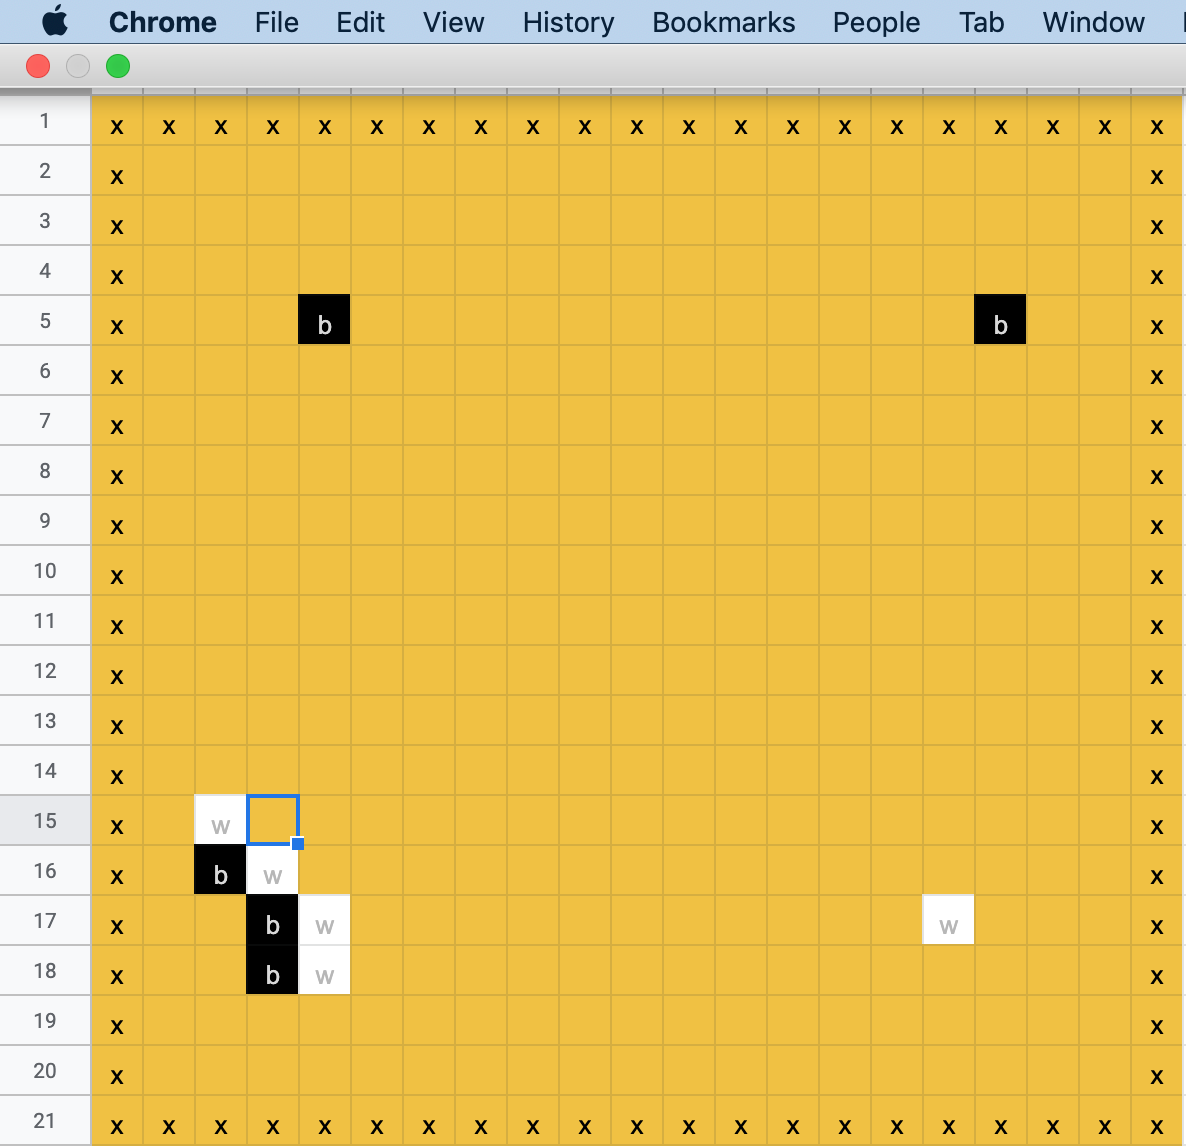 Chrome File Edit View History Bookmarks People Tab Window
1 x x x x x x x x x x x x x x x x x x x x x
2 x x
3 x x
4 x x
5 x b b x
6 x x
7 x x
8 x x
9 x x
10 x x
11 x x
12 x x
13 x x
14 x x
15 x w x
16 x b w x
17 x b w w x
18 x b w x
19 x x
20 x x
21 x x x x x x x x x x x x x x x x x x x x x